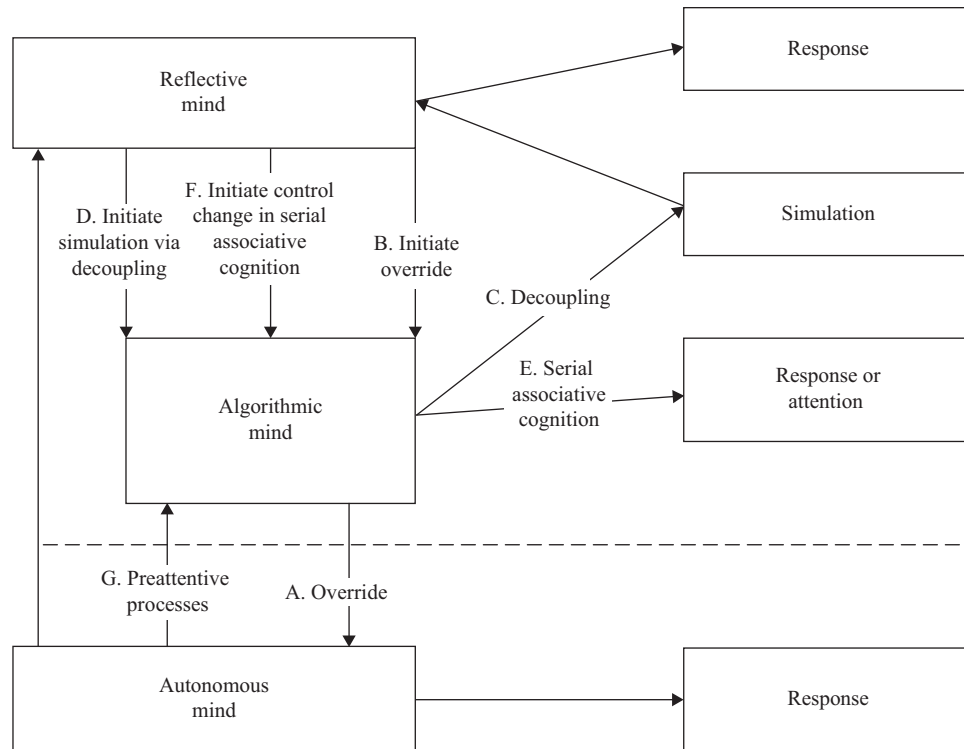 Reflective
mind
Response
D. Initiate
simulation via
decoupling
F. Initiate control
change in serial
associative
cognition
B. Initiate
override
Simulation
C. Decoupling
Algorithmic
mind
E. Serial
associative
cognition
Response or
attention
G. Preattentive
processes
A. Override
Autonomous
mind
Response